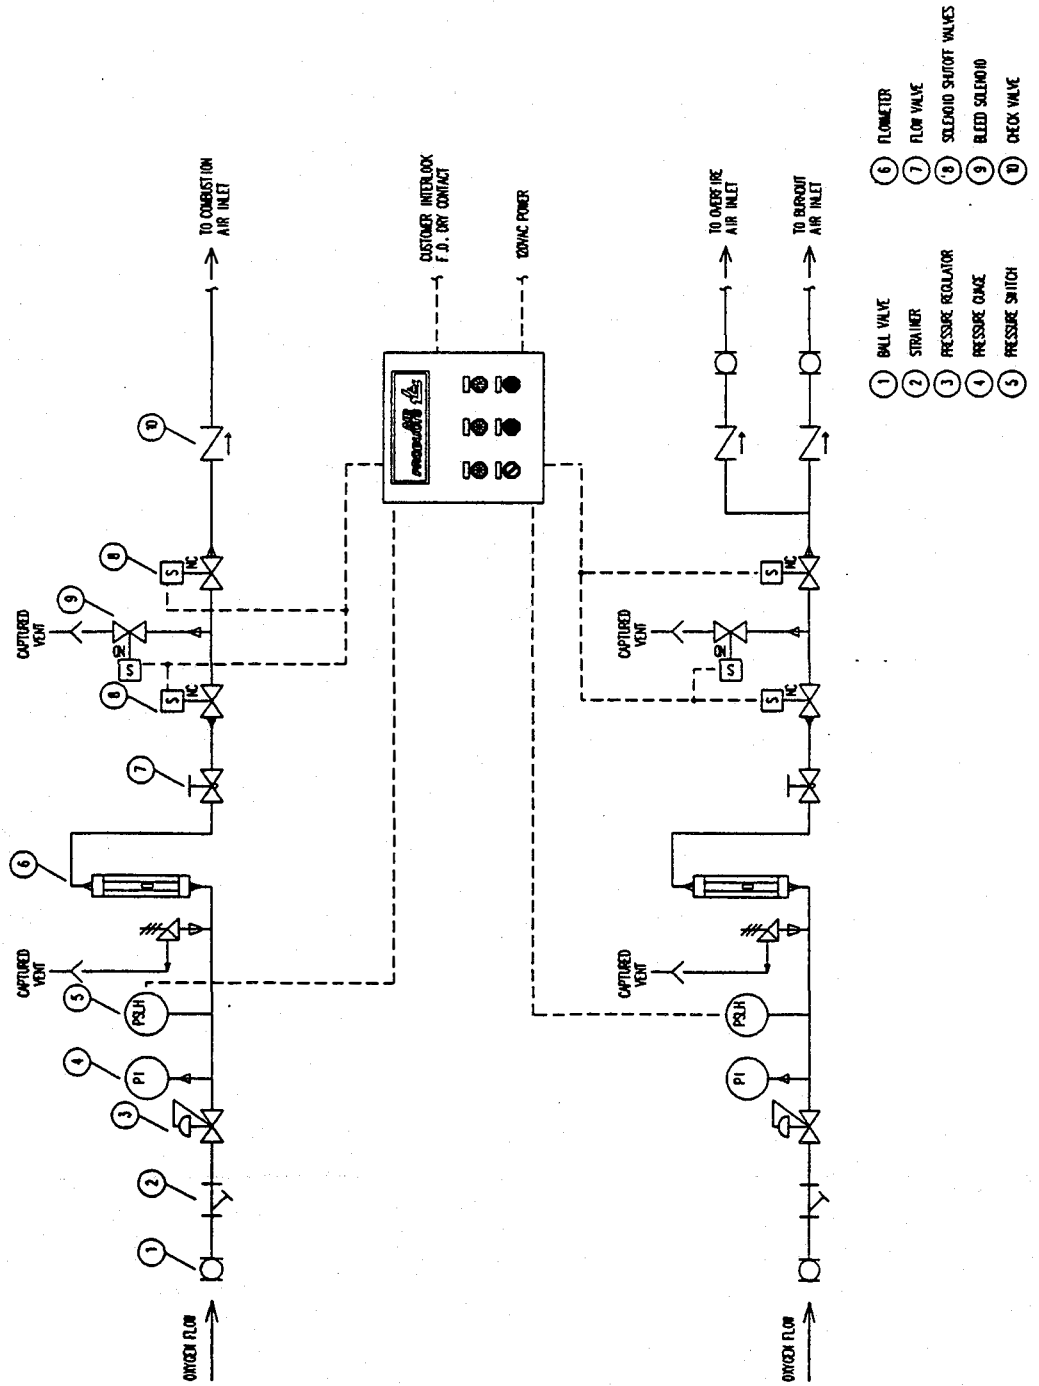 OXYGEN FLOW
1
2
3
4
5
6
7
8
9
8
10
PI
PSLH
CAPTURED
VENT
CAPTURED
VENT
S
NC
S
S
NC
TO COMBUSTION
AIR INLET
AIR
PRODUCTS
CUSTOMER INTERLOCK
F.D. DRY CONTACT
120VAC POWER
OXYGEN FLOW
PI
PSLH
CAPTURED
VENT
CAPTURED
VENT
S
NC
S
S
NC
TO OVERFIRE
AIR INLET
TO BURNOUT
AIR INLET
1 BALL VALVE
2 STRAINER
3 PRESSURE REGULATOR
4 PRESSURE GUAGE
5 PRESSURE SWITCH
6 FLOWMETER
7 FLOW VALVE
8 SOLENOID SHUTOFF VALVES
9 BLEED SOLENOID
10 CHECK VALVE